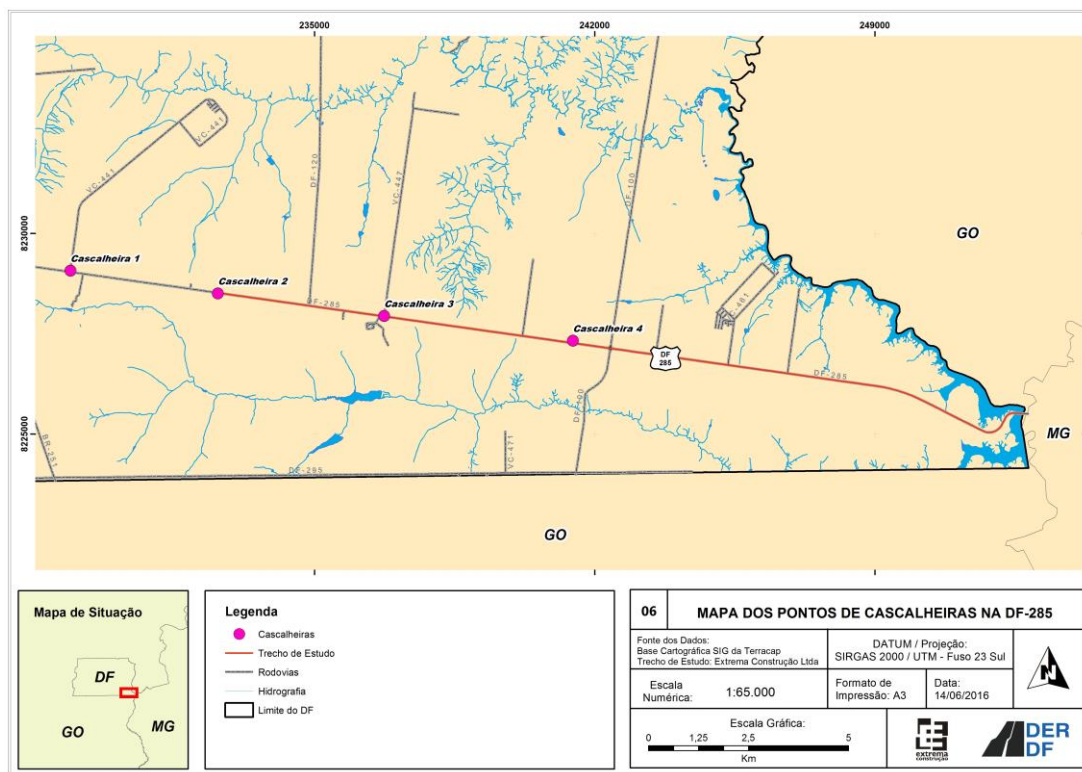 235000
242000
249000
8230000
8225000
VC-441
VC-441
DF-120
VC-447
DF-100
GO
Cascalheira 1
Cascalheira 2
DF-285
Cascalheira 3
Cascalheira 4
DF
285
DF-285
DF-100
BR-251
VC-471
DF-295
MG
GO
Mapa de Situação
DF
GO
MG
Legenda
Cascalheiras
Trecho de Estudo
Rodovias
Hidrografia
Limite do DF
06
MAPA DOS PONTOS DE CASCALHEIRAS NA DF-285
Fonte dos Dados:
Base Cartográfica SIG da Terracap
Trecho de Estudo: Extrema Construção Ltda
DATUM / Projeção:
SIRGAS 2000 / UTM - Fuso 23 Sul
Escala
Numérica:
1:65.000
Formato de
Impressão: A3
Data:
14/06/2016
N
Escala Gráfica:
0 1,25 2,5 5
Km
extrema
construção
DER
DF